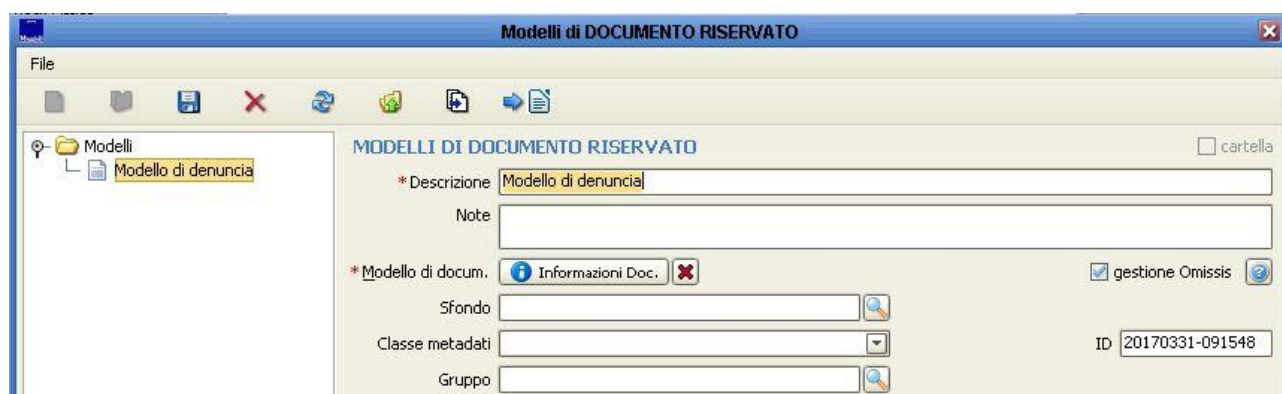 Modelli di DOCUMENTO RISERVATO
File
Modelli
Modello di denuncia
MODELLI DI DOCUMENTO RISERVATO
cartella
*Descrizione Modello di denuncia
Note
*Modello di docum. Informazioni Doc. gestione Omissis
Sfondo
Classe metadati ID 20170331-091548
Gruppo